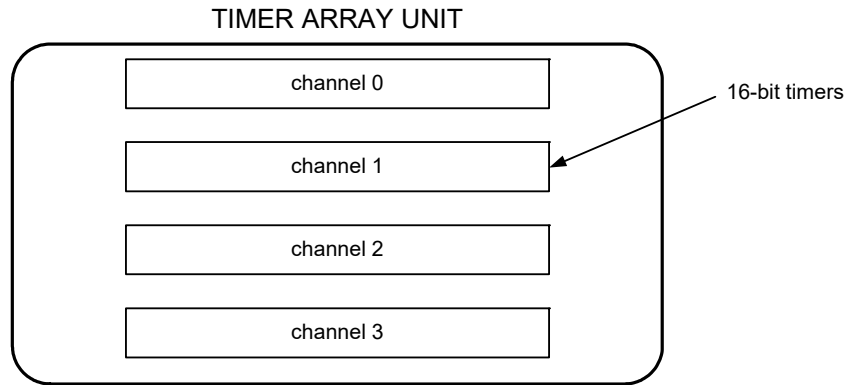 TIMER ARRAY UNIT
channel 0
16-bit timers
channel 1
channel 2
channel 3